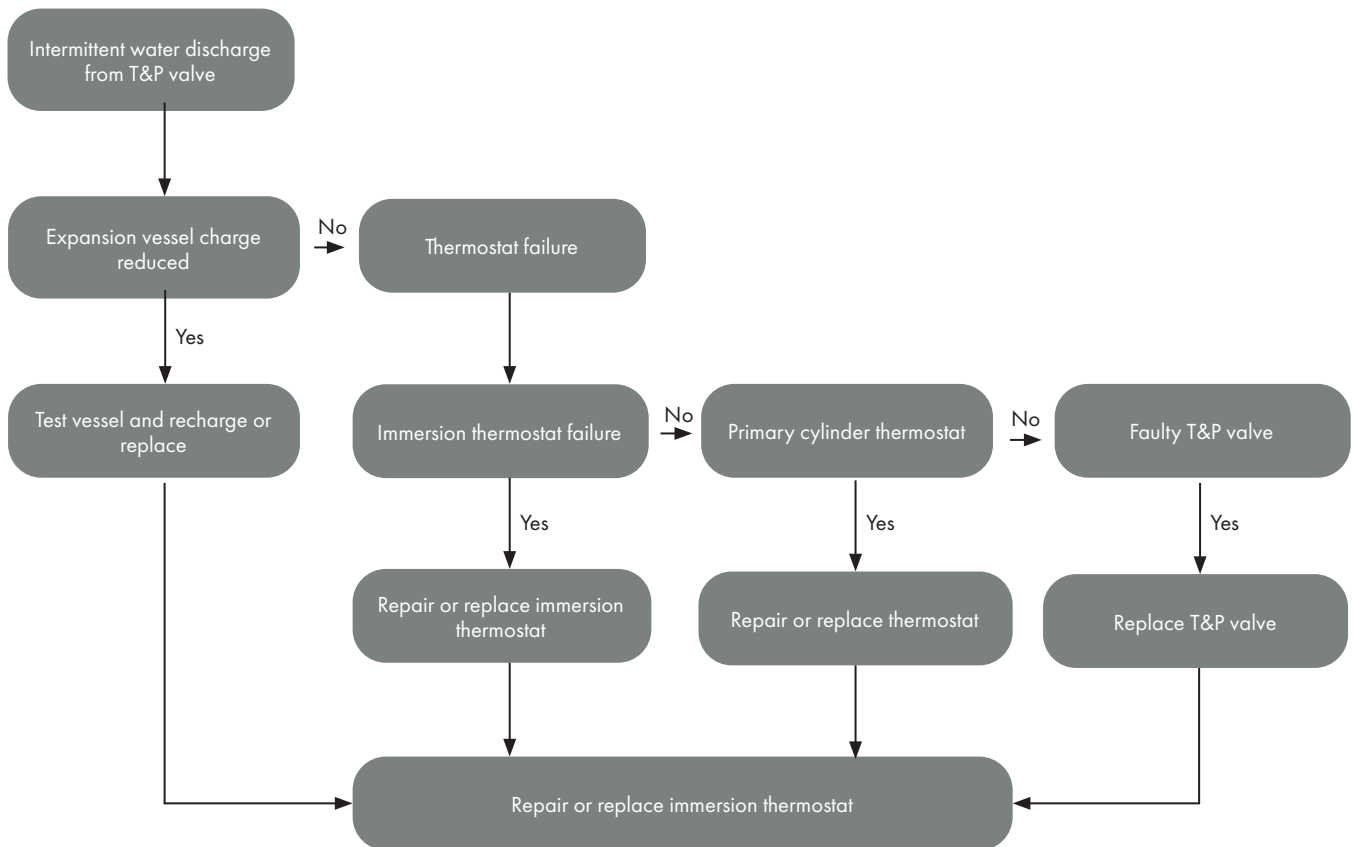 Intermittent water discharge
from T&P valve
Expansion vessel charge
reduced
No
Thermostat failure
Yes
Test vessel and recharge or
replace
Immersion thermostat failure
No
Primary cylinder thermostat
No
Faulty T&P valve
Yes
Yes
Yes
Repair or replace immersion
thermostat
Repair or replace thermostat
Replace T&P valve
Repair or replace immersion thermostat